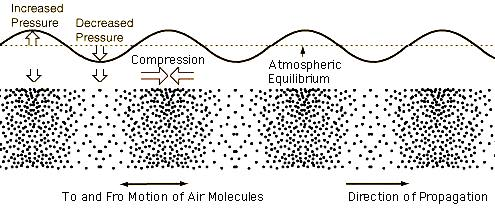 Increased
Pressure
Decreased
Pressure
Compression
Atmospheric
Equilibrium
To and Fro Motion of Air Molecules
Direction of Propagation